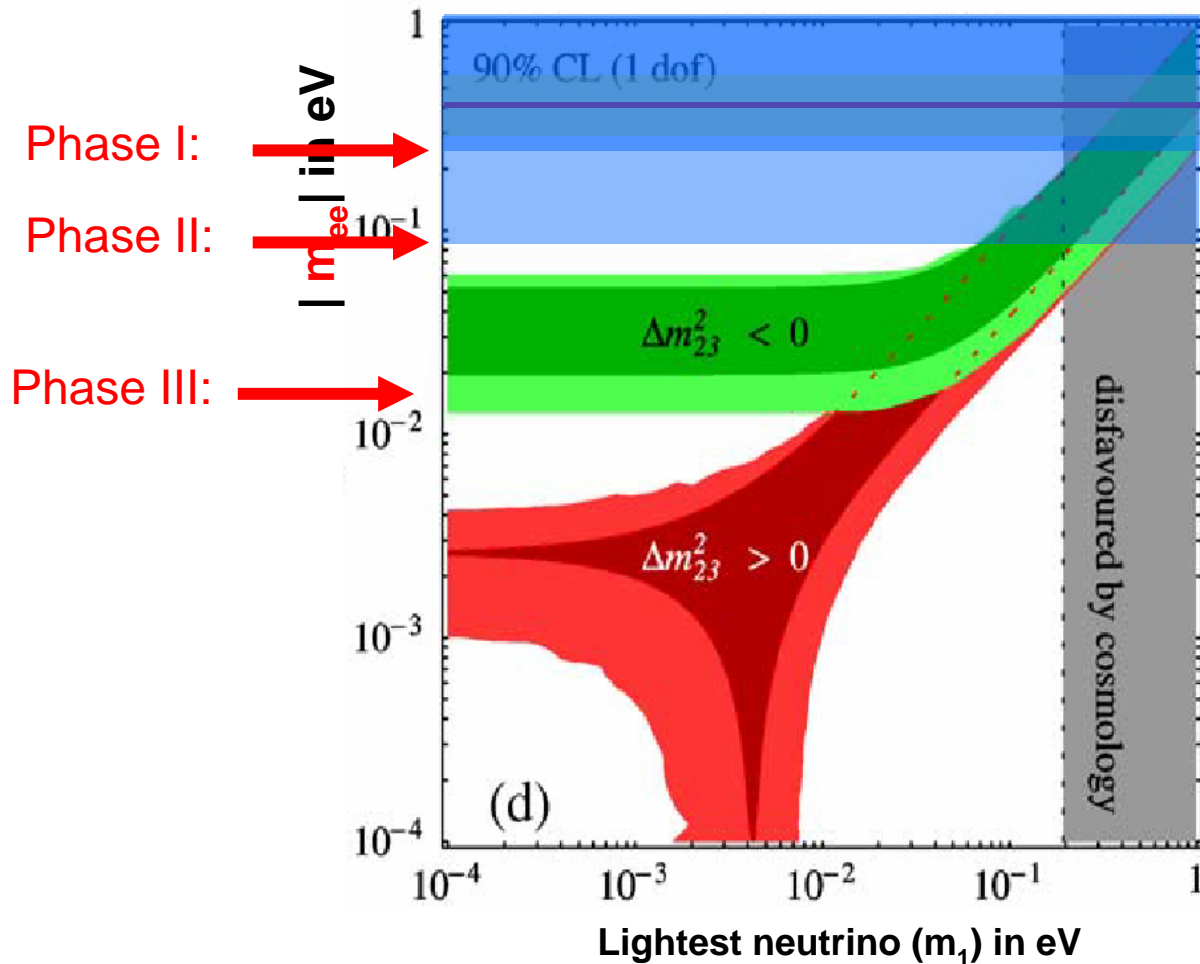 1
90% CL (1 dof)
Phase I:
| mee| in eV
Phase II:
10⁻¹
Δm²₂₃ < 0
Phase III:
10⁻²
Δm²₂₃ > 0
disfavoured by cosmology
10⁻³
(d)
10⁻⁴
10⁻⁴ 10⁻³ 10⁻² 10⁻¹ 1
Lightest neutrino (m₁) in eV